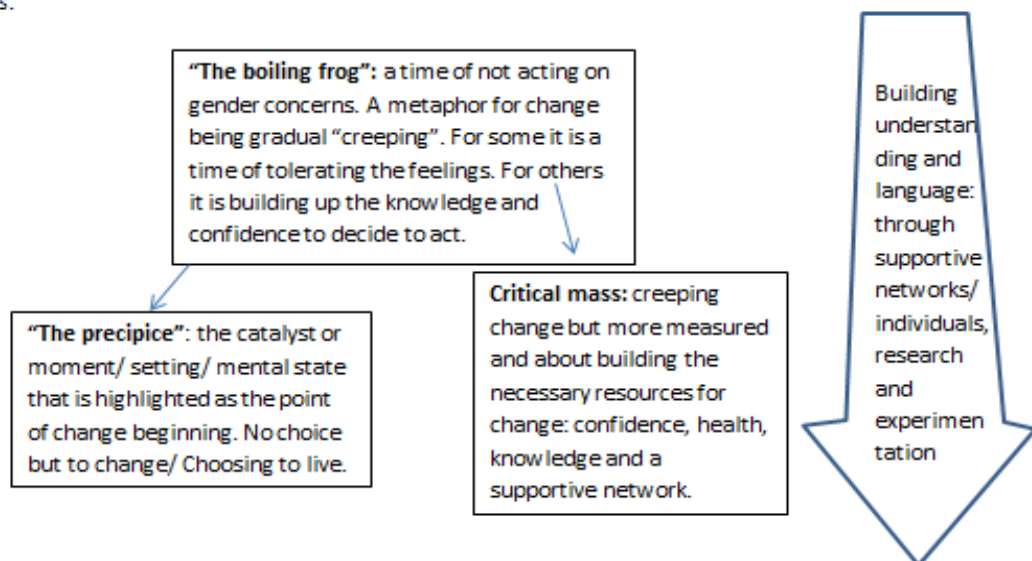 s.
“The boiling frog”: a time of not acting on
gender concerns. A metaphor for change
being gradual “creeping”. For some it is a
time of tolerating the feelings. For others
it is building up the knowledge and
confidence to decide to act.
“The precipice”: the catalyst or
moment/ setting/ mental state
that is highlighted as the point
of change beginning. No choice
but to change/ Choosing to live.
Critical mass: creeping
change but more measured
and about building the
necessary resources for
change: confidence, health,
knowledge and a
supportive network.
Building
understan
ding and
language:
through
supportive
networks/
individuals,
research
and
experimen
tation